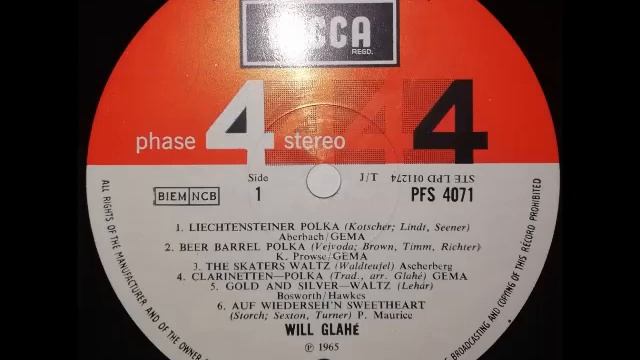 DECCA
REGD.
phase 4 stereo 4
Side
1
J/T
STE LPD 011274
BIEM NCB
PFS 4071
1. LIECHTENSTEINER POLKA (Kotscher; Lindt, Seener)
Aberbach/GEMA
2. BEER BARREL POLKA (Vejvoda; Brown, Timm, Richter)
K. Prowse/GEMA
3. THE SKATERS WALTZ (Waldteufel) Ascherberg
4. CLARINETTEN—POLKA (Trad., arr. Glahé) GEMA
5. GOLD AND SILVER—WALTZ (Lehár)
Bosworth/Hawkes
6. AUF WIEDERSEH'N SWEETHEART
(Storch; Sexton, Turner) P. Maurice
WILL GLAHÉ
℗ 1965
ALL RIGHTS OF THE MANUFACTURER AND OF THE OWNER
BROADCASTING AND COPYING OF THIS RECORD PROHIBITED